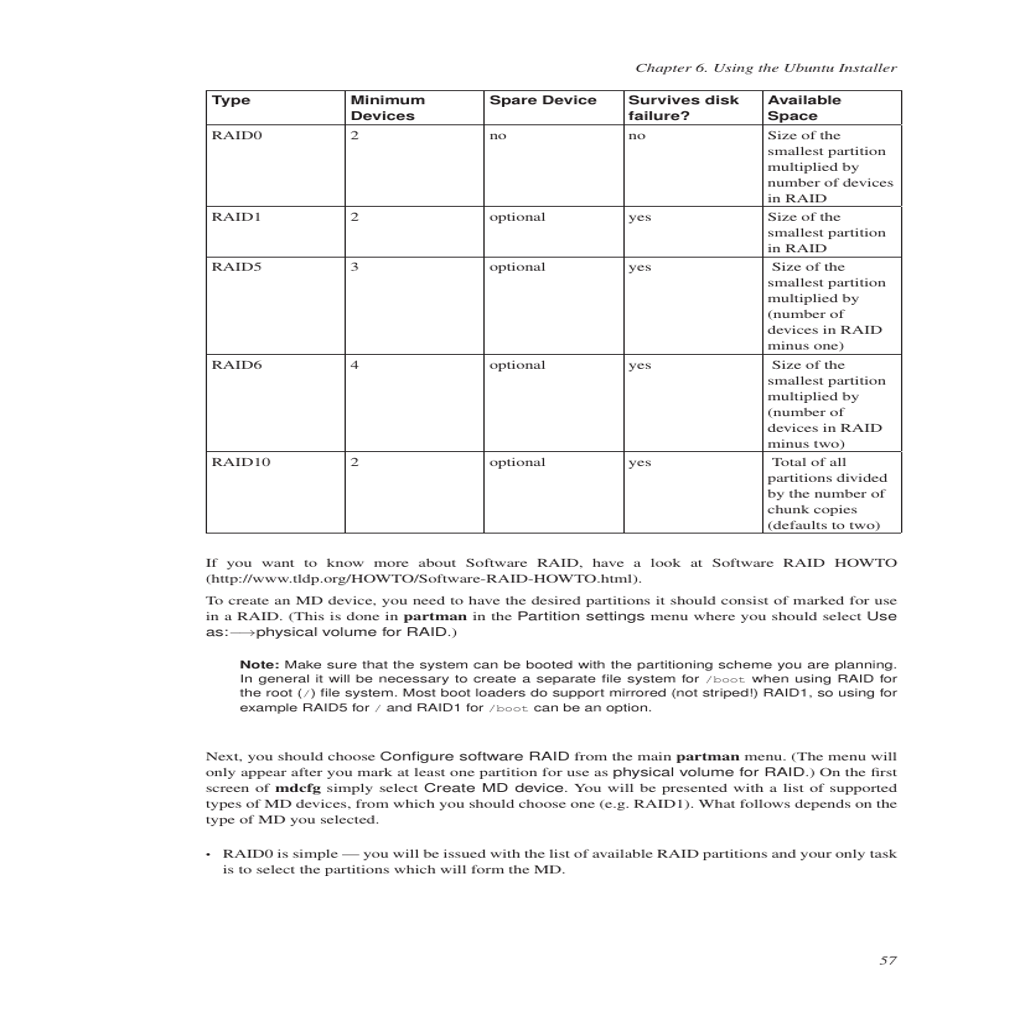 Chapter 6. Using the Ubuntu Installer
Type
Minimum
Devices
Spare Device
Survives disk
failure?
Available
Space
RAID0
2
no
no
Size of the
smallest partition
multiplied by
number of devices
in RAID
RAID1
2
optional
yes
Size of the
smallest partition
in RAID
RAID5
3
optional
yes
Size of the
smallest partition
multiplied by
(number of
devices in RAID
minus one)
RAID6
4
optional
yes
Size of the
smallest partition
multiplied by
(number of
devices in RAID
minus two)
RAID10
2
optional
yes
Total of all
partitions divided
by the number of
chunk copies
(defaults to two)
If you want to know more about Software RAID, have a look at Software RAID HOWTO
(http://www.tldp.org/HOWTO/Software-RAID-HOWTO.html).
To create an MD device, you need to have the desired partitions it should consist of marked for use
in a RAID. (This is done in partman in the Partition settings menu where you should select Use
as:→physical volume for RAID.)
Note: Make sure that the system can be booted with the partitioning scheme you are planning.
In general it will be necessary to create a separate file system for /boot when using RAID for
the root (/) file system. Most boot loaders do support mirrored (not striped!) RAID1, so using for
example RAID5 for / and RAID1 for /boot can be an option.
Next, you should choose Configure software RAID from the main partman menu. (The menu will
only appear after you mark at least one partition for use as physical volume for RAID.) On the first
screen of mdcfg simply select Create MD device. You will be presented with a list of supported
types of MD devices, from which you should choose one (e.g. RAID1). What follows depends on the
type of MD you selected.
• RAID0 is simple — you will be issued with the list of available RAID partitions and your only task
is to select the partitions which will form the MD.
57